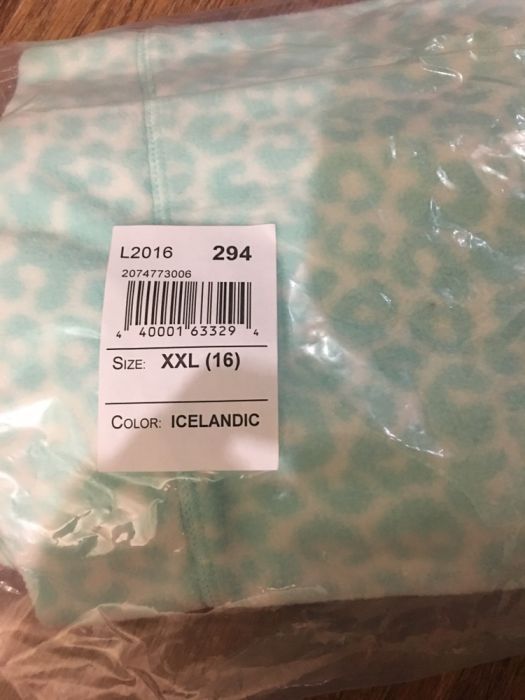 L2016 294
2074773006
4 40001 63329 4
SIZE: XXL (16)
COLOR: ICELANDIC